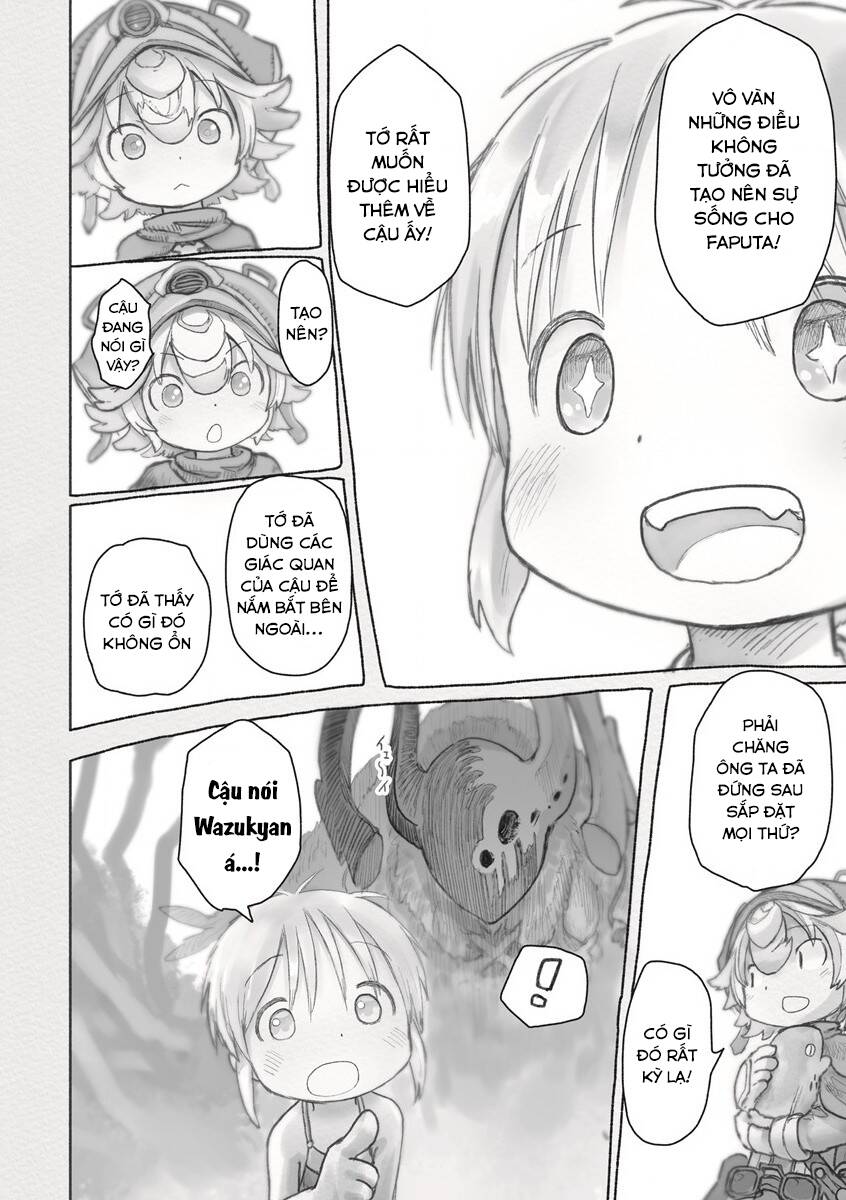 VÔ VÀN
NHỮNG ĐIỀU
KHÔNG
TƯỞNG ĐÃ
TẠO NÊN SỰ
SỐNG CHO
FAPUTA!
TỚ RẤT
MUỐN
ĐƯỢC HIỂU
THÊM VỀ
CẬU ẤY!
TẠO
NÊN?
CẬU
ĐANG
NÓI GÌ
VẬY?
TỚ ĐÃ
DÙNG CÁC
GIÁC QUAN
CỦA CẬU ĐỂ
NẮM BẮT BÊN
NGOÀI...
TỚ ĐÃ THẤY
CÓ GÌ ĐÓ
KHÔNG ỔN
PHẢI
CHĂNG
ÔNG TA ĐÃ
ĐỨNG SAU
SẮP ĐẶT
MỌI THỨ?
CÓ GÌ
ĐÓ RẤT
KỲ LẠ!
!
Cậu nói
Wazukyan
á...!